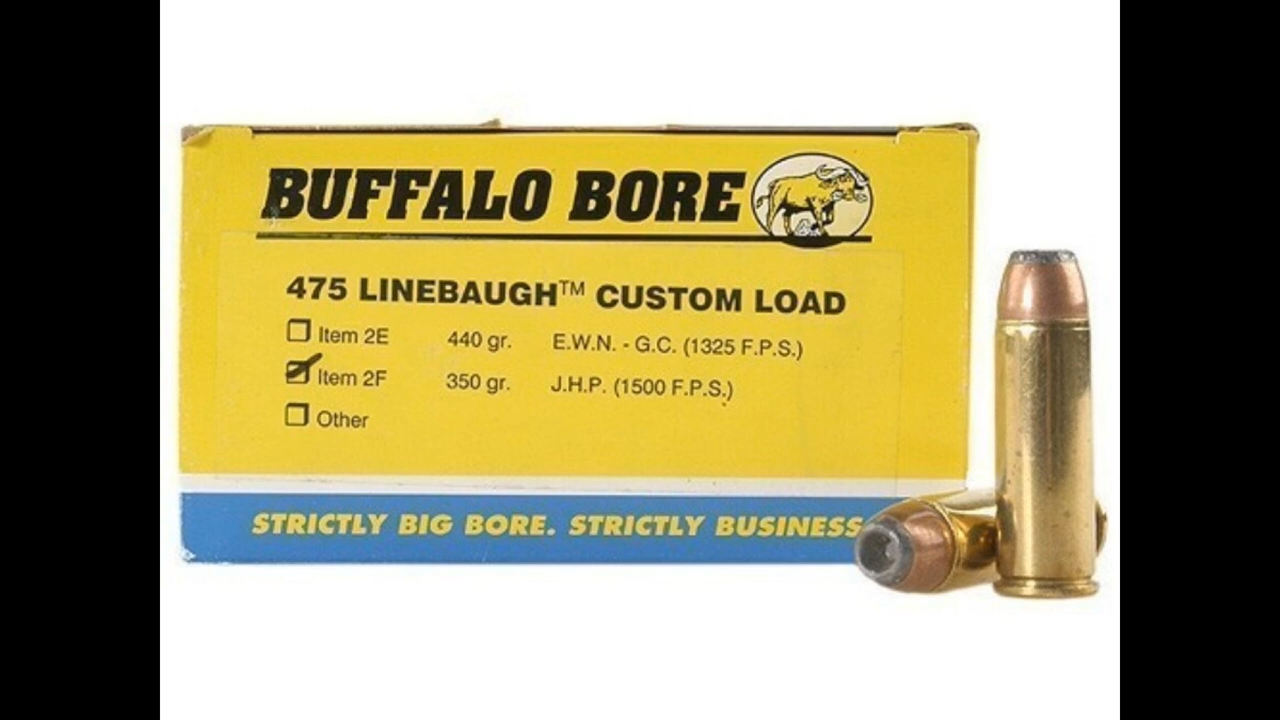 BUFFALO BORE
475 LINEBAUGH™ CUSTOM LOAD
Item 2E 440 gr. E.W.N. - G.C. (1325 F.P.S.)
Item 2F 350 gr. J.H.P. (1500 F.P.S.)
Other
STRICTLY BIG BORE. STRICTLY BUSINESS